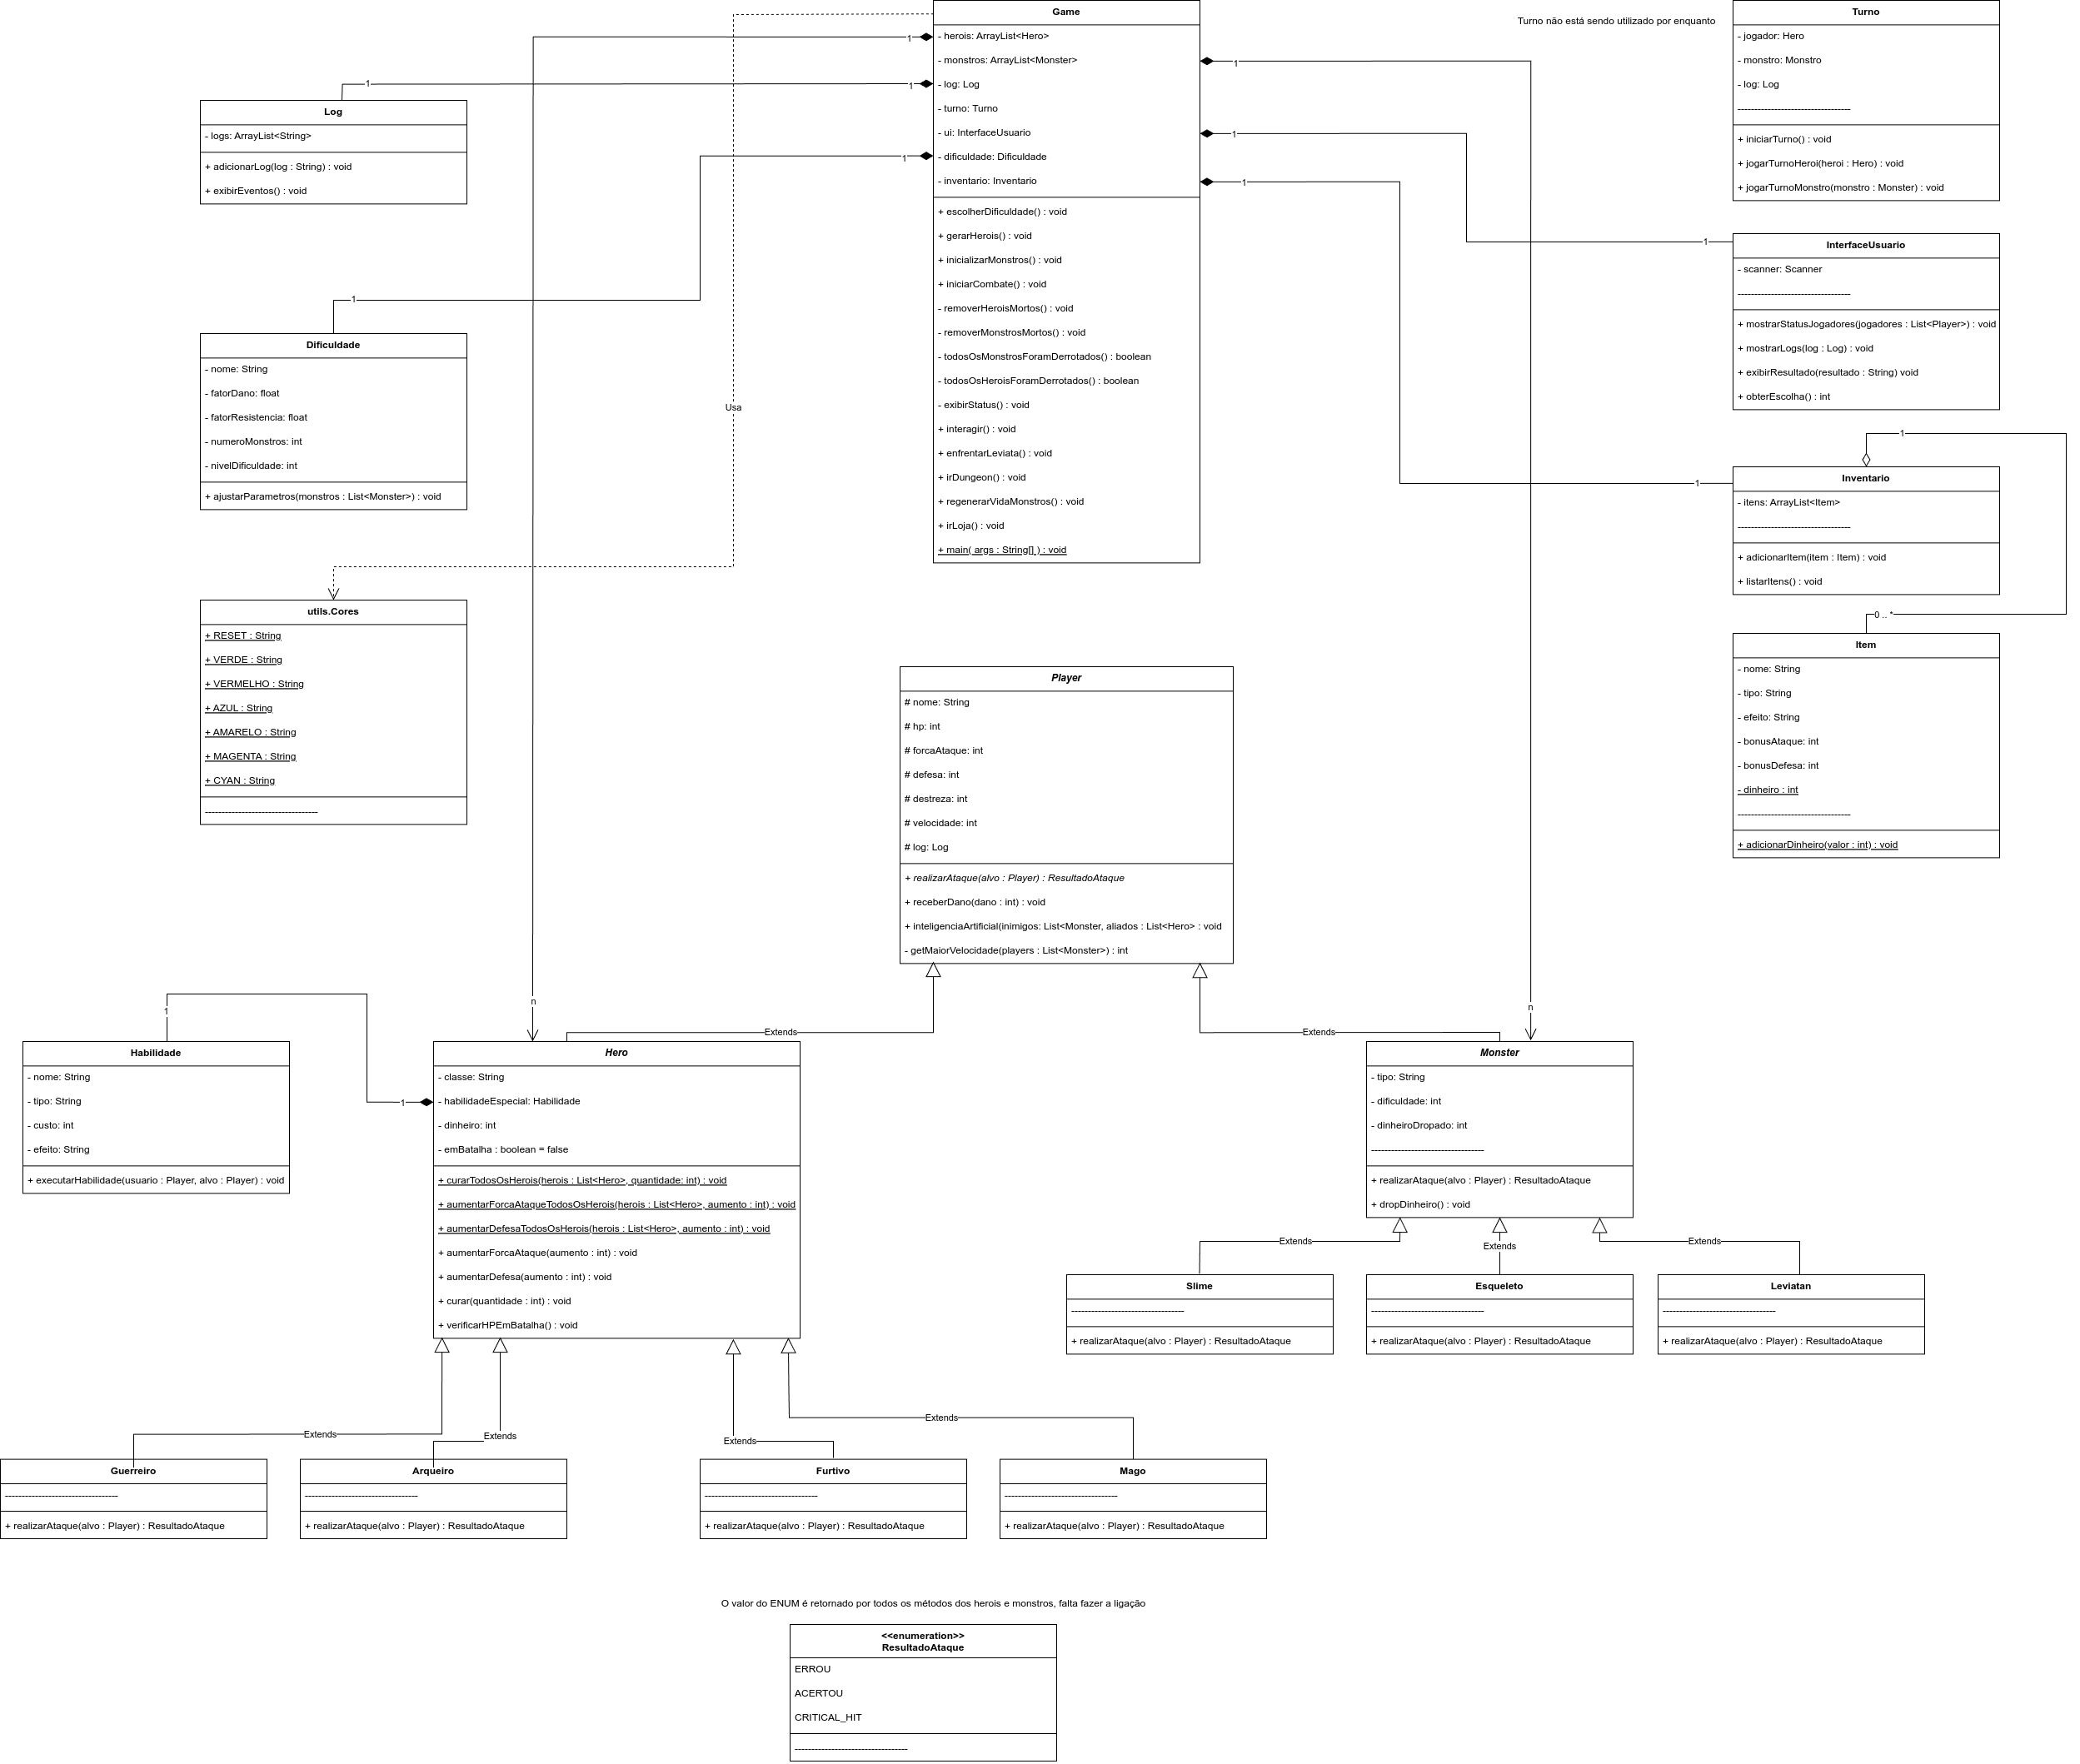 Game
- herois: ArrayList<Hero>
- monstros: ArrayList<Monster>
- log: Log
- turno: Turno
- ui: InterfaceUsuario
- dificuldade: Dificuldade
- inventario: Inventario
+ escolherDificuldade() : void
+ gerarHerois() : void
+ inicializarMonstros() : void
+ iniciarCombate() : void
- removerHeroisMortos() : void
- removerMonstrosMortos() : void
- todosOsMonstrosForamDerrotados() : boolean
- todosOsHeroisForamDerrotados() : boolean
- exibirStatus() : void
+ interagir() : void
+ enfrentarLeviata() : void
+ irDungeon() : void
+ regenerarVidaMonstros() : void
+ irLoja() : void
+ main( args : String[] ) : void
1
1
1
1
1
1
Usa
Turno não está sendo utilizado por enquanto
Turno
- jogador: Hero
- monstro: Monstro
- log: Log
----------------------------------
+ iniciarTurno() : void
+ jogarTurnoHeroi(heroi : Hero) : void
+ jogarTurnoMonstro(monstro : Monster) : void
1
Log
- logs: ArrayList<String>
+ adicionarLog(log : String) : void
+ exibirEventos() : void
1
InterfaceUsuario
- scanner: Scanner
----------------------------------
+ mostrarStatusJogadores(jogadores : List<Player>) : void
+ mostrarLogs(log : Log) : void
+ exibirResultado(resultado : String) void
+ obterEscolha() : int
1
Dificuldade
- nome: String
- fatorDano: float
- fatorResistencia: float
- numeroMonstros: int
- nivelDificuldade: int
+ ajustarParametros(monstros : List<Monster>) : void
1
1
Inventario
- itens: ArrayList<Item>
----------------------------------
+ adicionarItem(item : Item) : void
+ listarItens() : void
0 .. *
utils.Cores
+ RESET : String
+ VERDE : String
+ VERMELHO : String
+ AZUL : String
+ AMARELO : String
+ MAGENTA : String
+ CYAN : String
----------------------------------
Item
- nome: String
- tipo: String
- efeito: String
- bonusAtaque: int
- bonusDefesa: int
- dinheiro : int
----------------------------------
+ adicionarDinheiro(valor : int) : void
Player
# nome: String
# hp: int
# forcaAtaque: int
# defesa: int
# destreza: int
# velocidade: int
# log: Log
+ realizarAtaque(alvo : Player) : ResultadoAtaque
+ receberDano(dano : int) : void
+ inteligenciaArtificial(inimigos: List<Monster, aliados : List<Hero> : void
- getMaiorVelocidade(players : List<Monster>) : int
n
n
Extends
Extends
1
Habilidade
- nome: String
- tipo: String
- custo: int
- efeito: String
+ executarHabilidade(usuario : Player, alvo : Player) : void
1
Hero
- classe: String
- habilidadeEspecial: Habilidade
- dinheiro: int
- emBatalha : boolean = false
+ curarTodosOsHerois(herois : List<Hero>, quantidade: int) : void
+ aumentarForcaAtaqueTodosOsHerois(herois : List<Hero>, aumento : int) : void
+ aumentarDefesaTodosOsHerois(herois : List<Hero>, aumento : int) : void
+ aumentarForcaAtaque(aumento : int) : void
+ aumentarDefesa(aumento : int) : void
+ curar(quantidade : int) : void
+ verificarHPEmBatalha() : void
Monster
- tipo: String
- dificuldade: int
- dinheiroDropado: int
----------------------------------
+ realizarAtaque(alvo : Player) : ResultadoAtaque
+ dropDinheiro() : void
Extends
Extends
Extends
Slime
----------------------------------
+ realizarAtaque(alvo : Player) : ResultadoAtaque
Esqueleto
----------------------------------
+ realizarAtaque(alvo : Player) : ResultadoAtaque
Leviatan
----------------------------------
+ realizarAtaque(alvo : Player) : ResultadoAtaque
Extends
Extends
Extends
Extends
Guerreiro
----------------------------------
+ realizarAtaque(alvo : Player) : ResultadoAtaque
Arqueiro
----------------------------------
+ realizarAtaque(alvo : Player) : ResultadoAtaque
Furtivo
----------------------------------
+ realizarAtaque(alvo : Player) : ResultadoAtaque
Mago
----------------------------------
+ realizarAtaque(alvo : Player) : ResultadoAtaque
O valor do ENUM é retornado por todos os métodos dos herois e monstros, falta fazer a ligação
<<enumeration>>
ResultadoAtaque
ERROU
ACERTOU
CRITICAL_HIT
----------------------------------